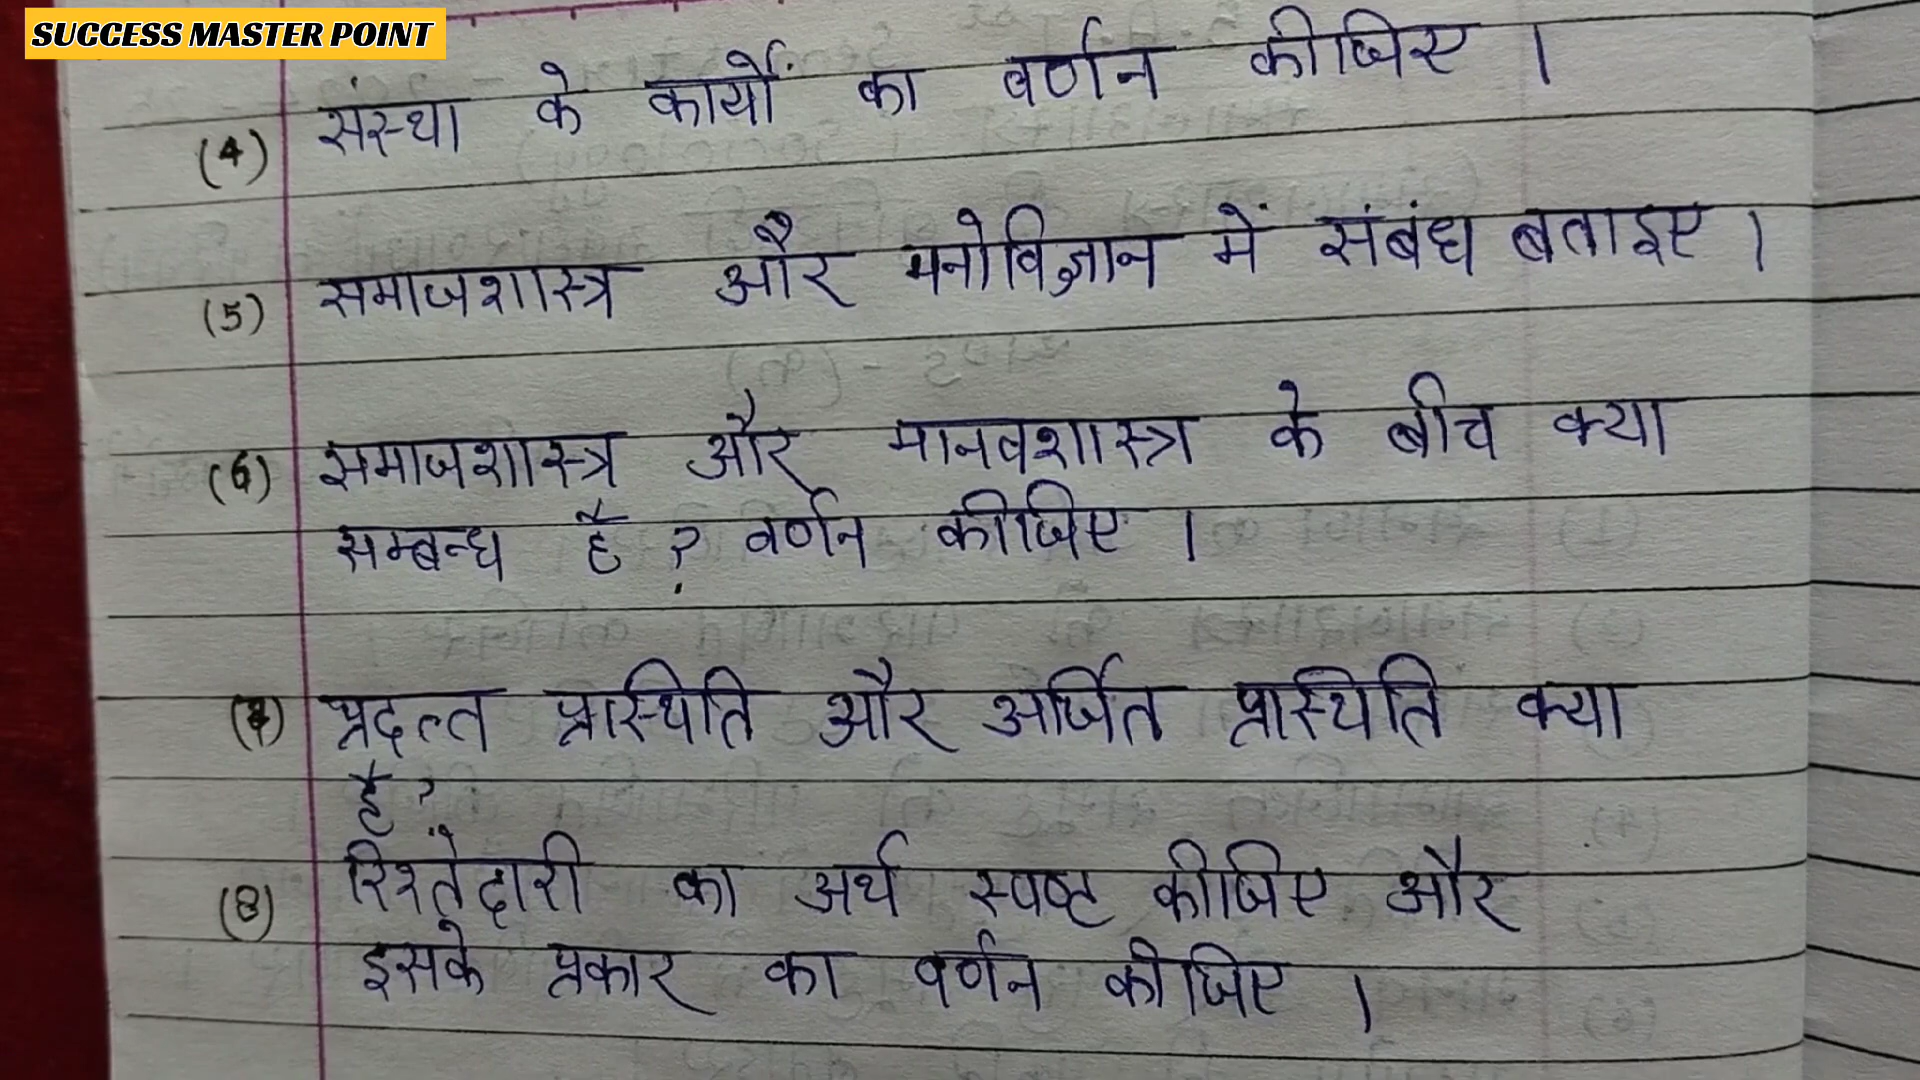 SUCCESS MASTER POINT
(4) संस्था के कार्यों का वर्णन कीजिए ।
(5) समाजशास्त्र और मनोविज्ञान में संबंध बताइए ।
(6) समाजशास्त्र और मानवशास्त्र के बीच क्या
सम्बन्ध है ? वर्णन कीजिए ।
(7) प्रदत्त प्रास्थिति और अर्जित प्रास्थिति क्या
है ?
(8) रिश्तेदारी का अर्थ स्पष्ट कीजिए और
इसके प्रकार का वर्णन कीजिए ।